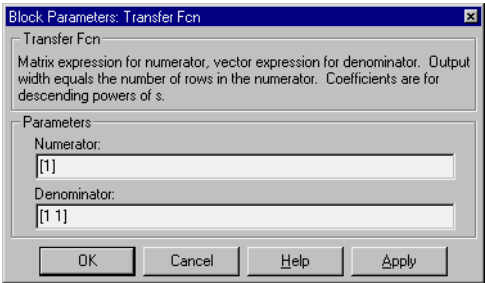 Block Parameters: Transfer Fcn
Transfer Fcn
Matrix expression for numerator, vector expression for denominator.  Output
width equals the number of rows in the numerator.  Coefficients are for
descending powers of s.
Parameters
Numerator:
[1]
Denominator:
[1 1]
OK Cancel Help Apply